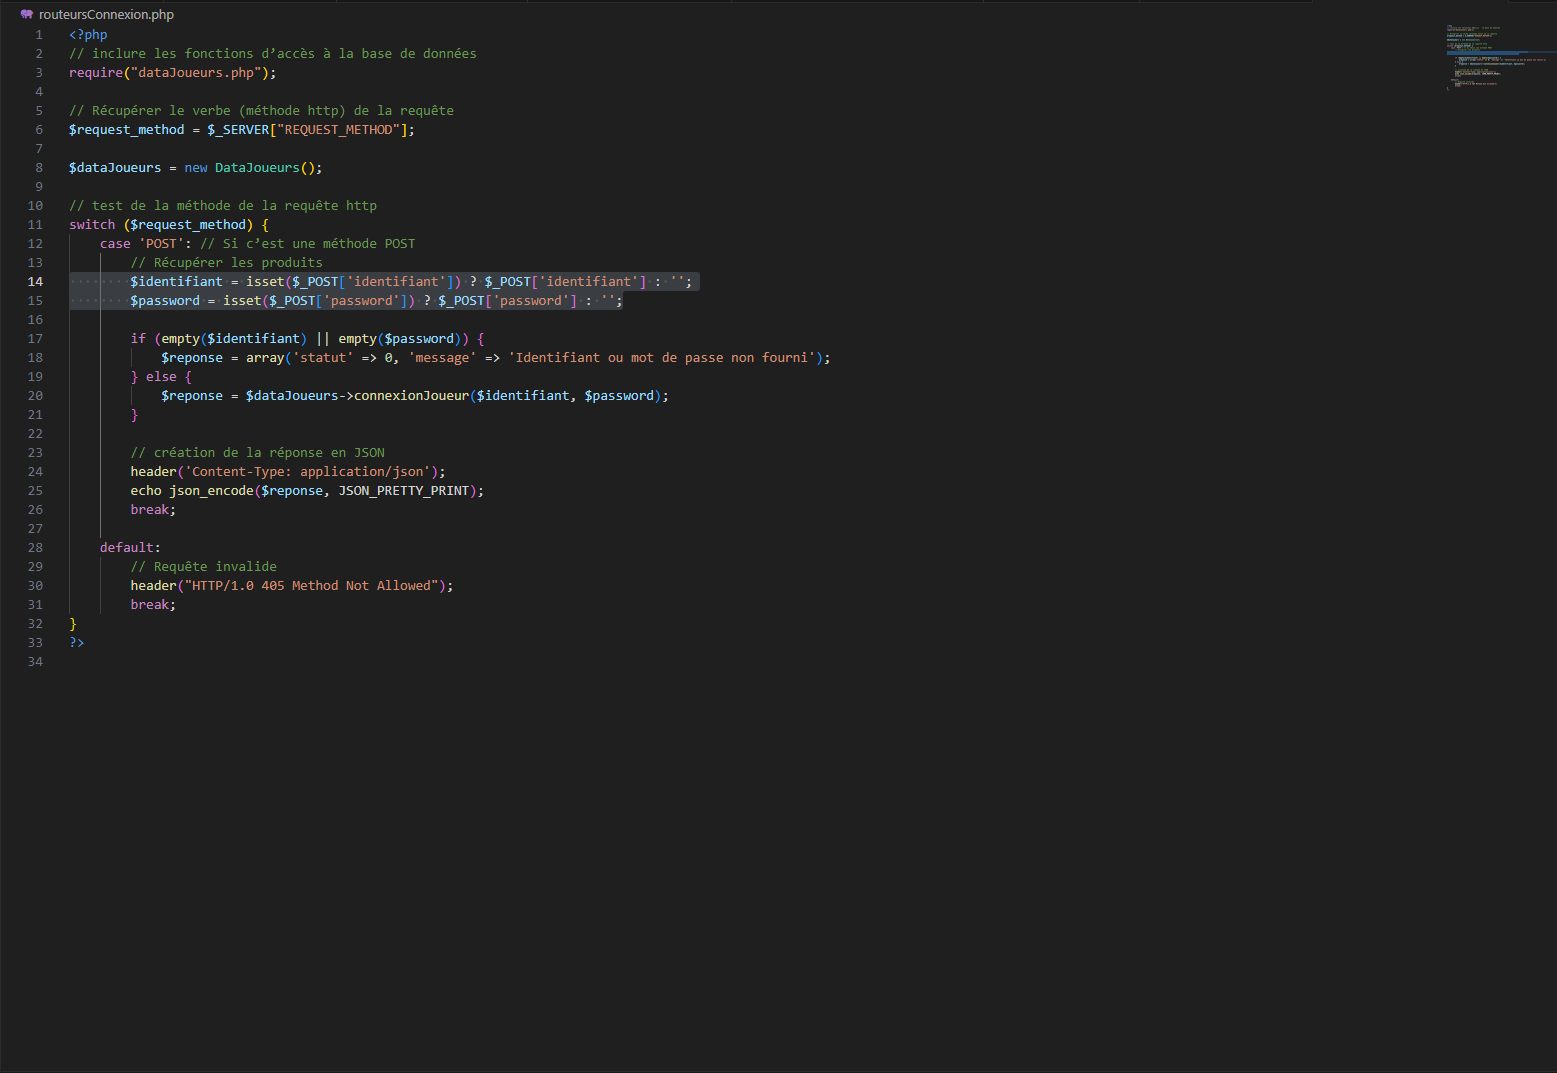 routeursConnexion.php
1 <?php
2 // inclure les fonctions d’accès à la base de données
3 require("dataJoueurs.php");
4
5 // Récupérer le verbe (méthode http) de la requête
6 $request_method = $_SERVER["REQUEST_METHOD"];
7
8 $dataJoueurs = new DataJoueurs();
9
10 // test de la méthode de la requête http
11 switch ($request_method) {
12     case 'POST': // Si c’est une méthode POST
13         // Récupérer les produits
14         $identifiant = isset($_POST['identifiant']) ? $_POST['identifiant'] : '';
15         $password = isset($_POST['password']) ? $_POST['password'] : '';
16
17         if (empty($identifiant) || empty($password)) {
18             $reponse = array('statut' => 0, 'message' => 'Identifiant ou mot de passe non fourni');
19         } else {
20             $reponse = $dataJoueurs->connexionJoueur($identifiant, $password);
21         }
22
23         // création de la réponse en JSON
24         header('Content-Type: application/json');
25         echo json_encode($reponse, JSON_PRETTY_PRINT);
26         break;
27
28     default:
29         // Requête invalide
30         header("HTTP/1.0 405 Method Not Allowed");
31         break;
32 }
33 ?>
34